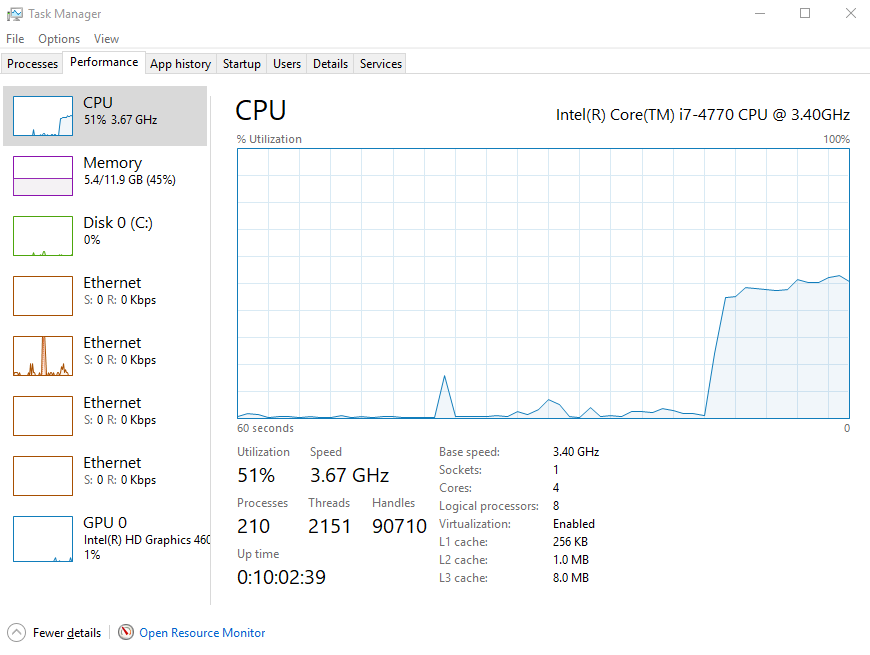 Task Manager
File Options View
Processes Performance App history Startup Users Details Services
CPU
51% 3.67 GHz
Memory
5.4/11.9 GB (45%)
Disk 0 (C:)
0%
Ethernet
S: 0 R: 0 Kbps
Ethernet
S: 0 R: 0 Kbps
Ethernet
S: 0 R: 0 Kbps
Ethernet
S: 0 R: 0 Kbps
GPU 0
Intel(R) HD Graphics 460
1%
CPU Intel(R) Core(TM) i7-4770 CPU @ 3.40GHz
% Utilization 100%
60 seconds 0
Utilization Speed
51% 3.67 GHz
Processes Threads Handles
210 2151 90710
Up time
0:10:02:39
Base speed: 3.40 GHz
Sockets: 1
Cores: 4
Logical processors: 8
Virtualization: Enabled
L1 cache: 256 KB
L2 cache: 1.0 MB
L3 cache: 8.0 MB
Fewer details Open Resource Monitor